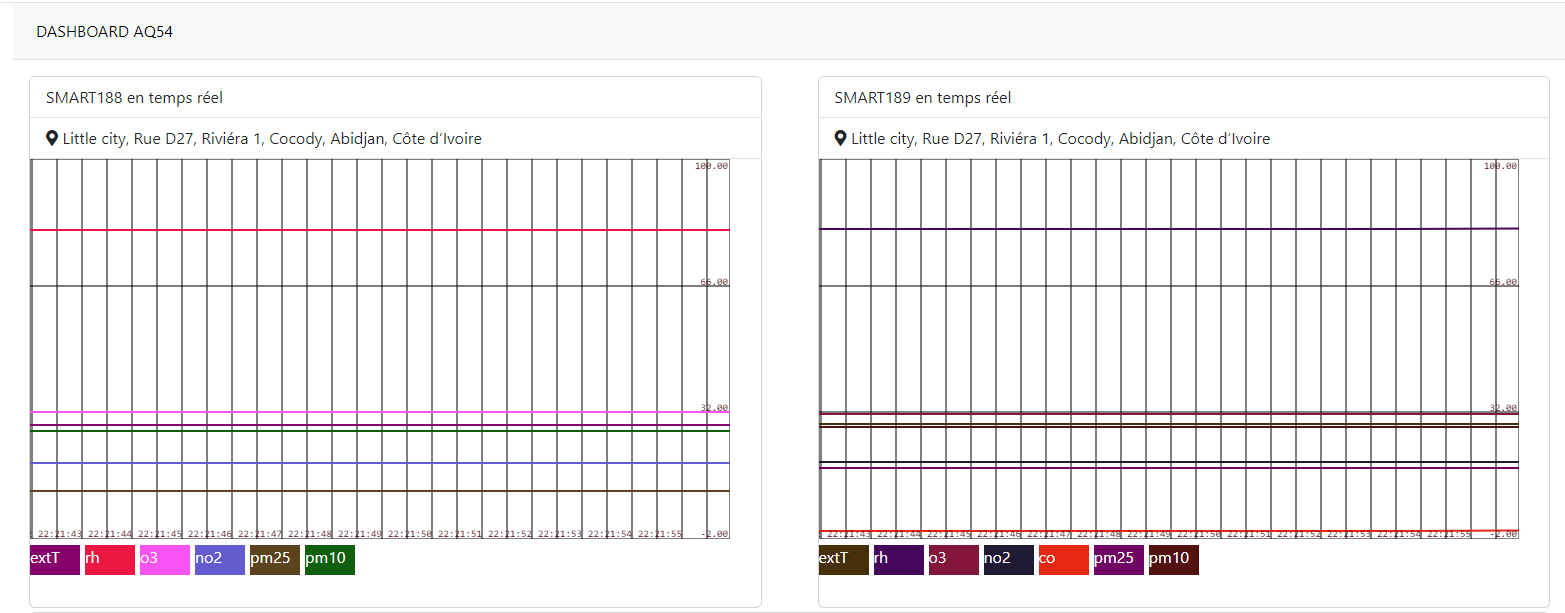 DASHBOARD AQ54
SMART188 en temps réel
Little city, Rue D27, Riviéra 1, Cocody, Abidjan, Côte d'Ivoire
100.00
66.00
32.00
22:21:43 22:21:44 22:21:45 22:21:46 22:21:47 22:21:48 22:21:49 22:21:50 22:21:51 22:21:52 22:21:53 22:21:54 22:21:55 -2.00
extT rh o3 no2 pm25 pm10
SMART189 en temps réel
Little city, Rue D27, Riviéra 1, Cocody, Abidjan, Côte d'Ivoire
100.00
66.00
32.00
22:21:43 22:21:44 22:21:45 22:21:46 22:21:47 22:21:48 22:21:49 22:21:50 22:21:51 22:21:52 22:21:53 22:21:54 22:21:55 -2.00
extT rh o3 no2 co pm25 pm10